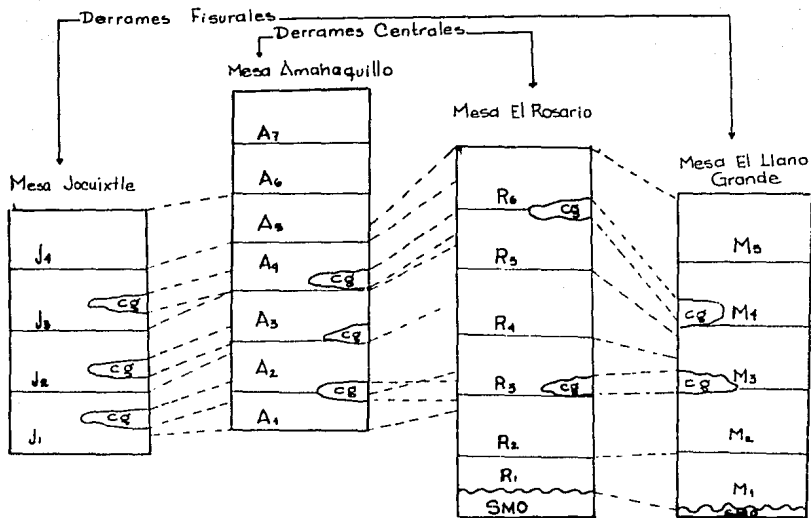 Derrames Fisurales
Derrames Centrales
Mesa Jocuixtle
J₄
cg
J₃
cg
J₂
cg
J₁
Mesa Amahaquillo
A₇
A₆
A₅
A₄
cg
A₃
cg
A₂
cg
A₁
Mesa El Rosario
R₆
cg
R₅
R₄
R₃
cg
R₂
R₁
SMO
Mesa El Llano
Grande
M₅
M₄
cg
M₃
cg
M₂
M₁